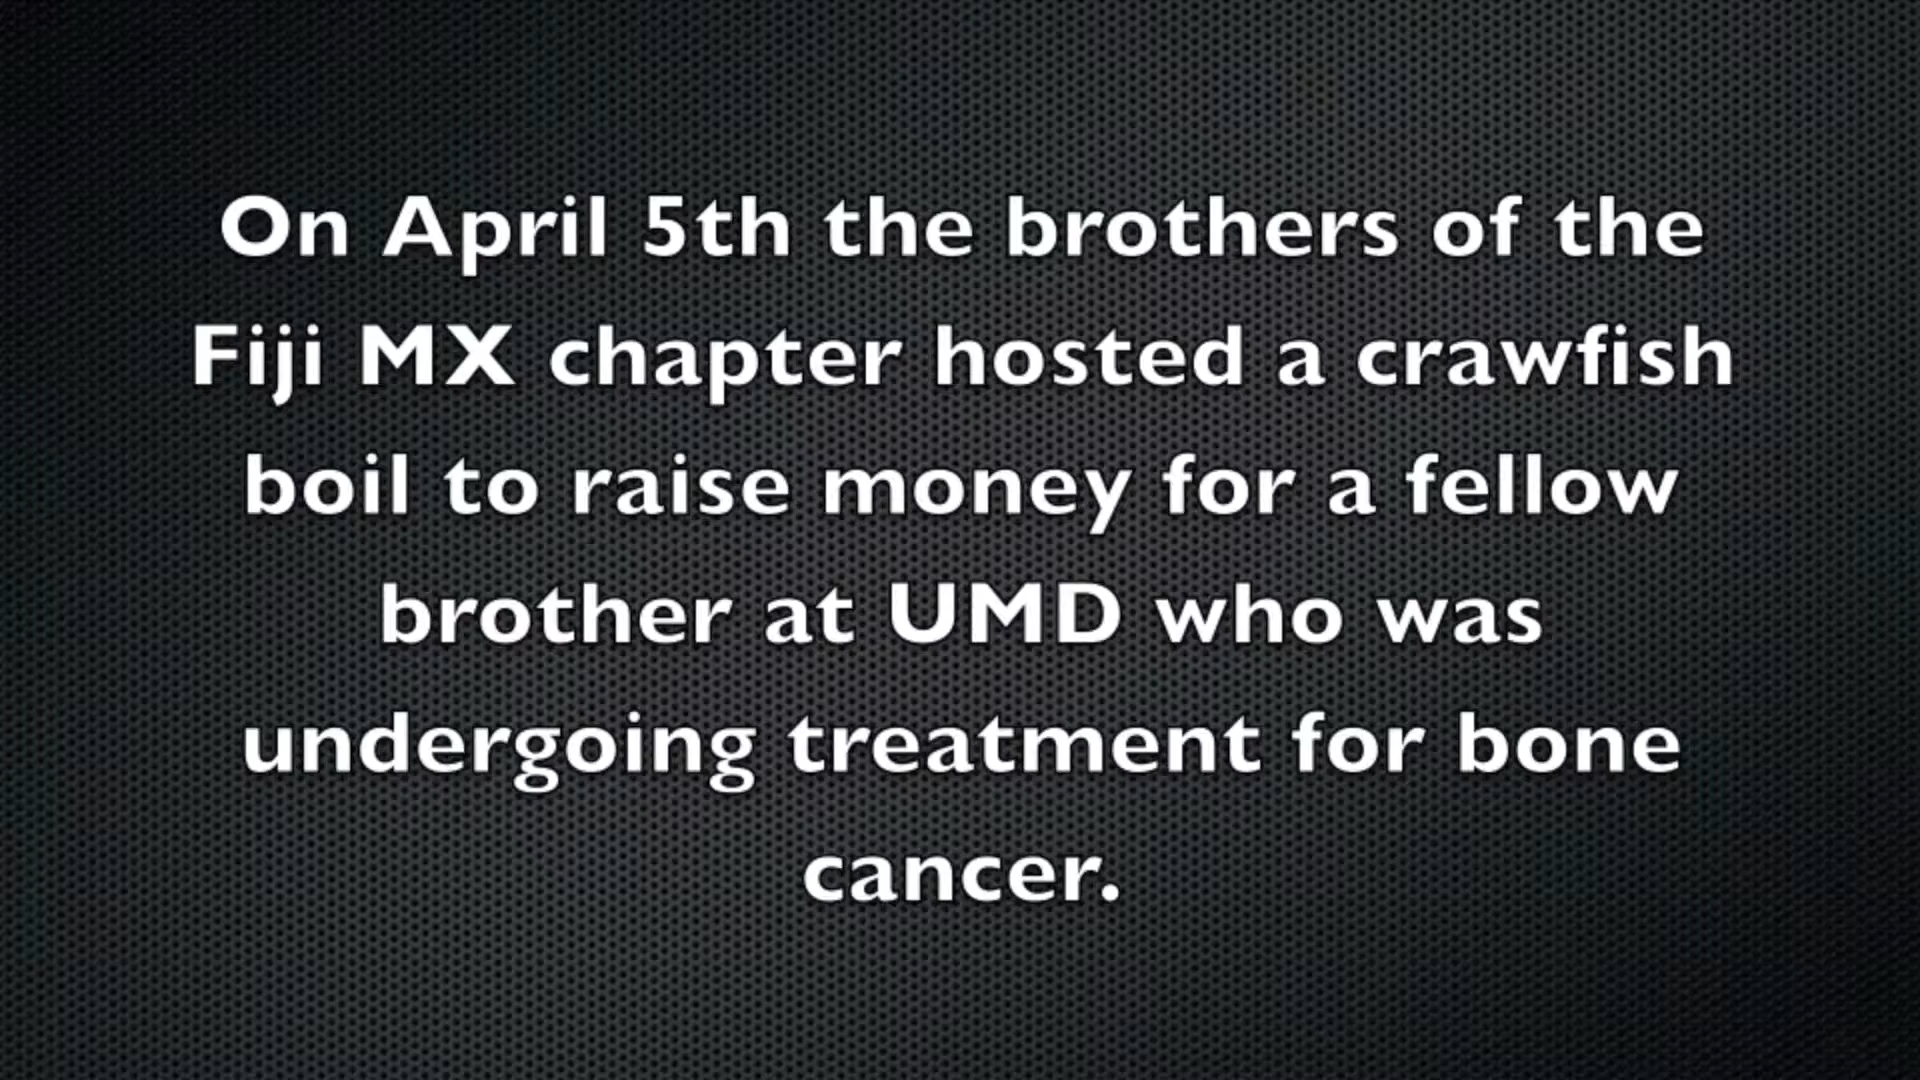 On April 5th the brothers of the
Fiji MX chapter hosted a crawfish
boil to raise money for a fellow
brother at UMD who was
undergoing treatment for bone
cancer.